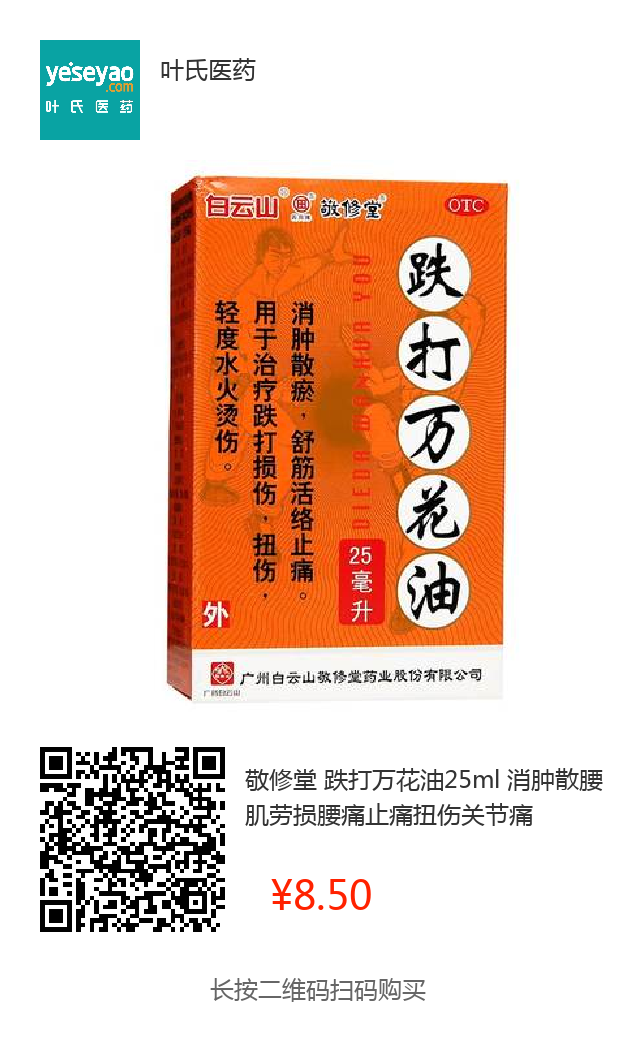 yeseyao
.com
叶氏医药
叶氏医药
白云山
敬修堂
OTC
跌打万花油
DIEDA WANHUA YOU
消肿散瘀，舒筋活络止痛。
用于治疗跌打损伤，扭伤，
轻度水火烫伤。
25
毫
升
外
广州白云山敬修堂药业股份有限公司
敬修堂 跌打万花油25ml 消肿散腰
肌劳损腰痛止痛扭伤关节痛
¥8.50
长按二维码扫码购买